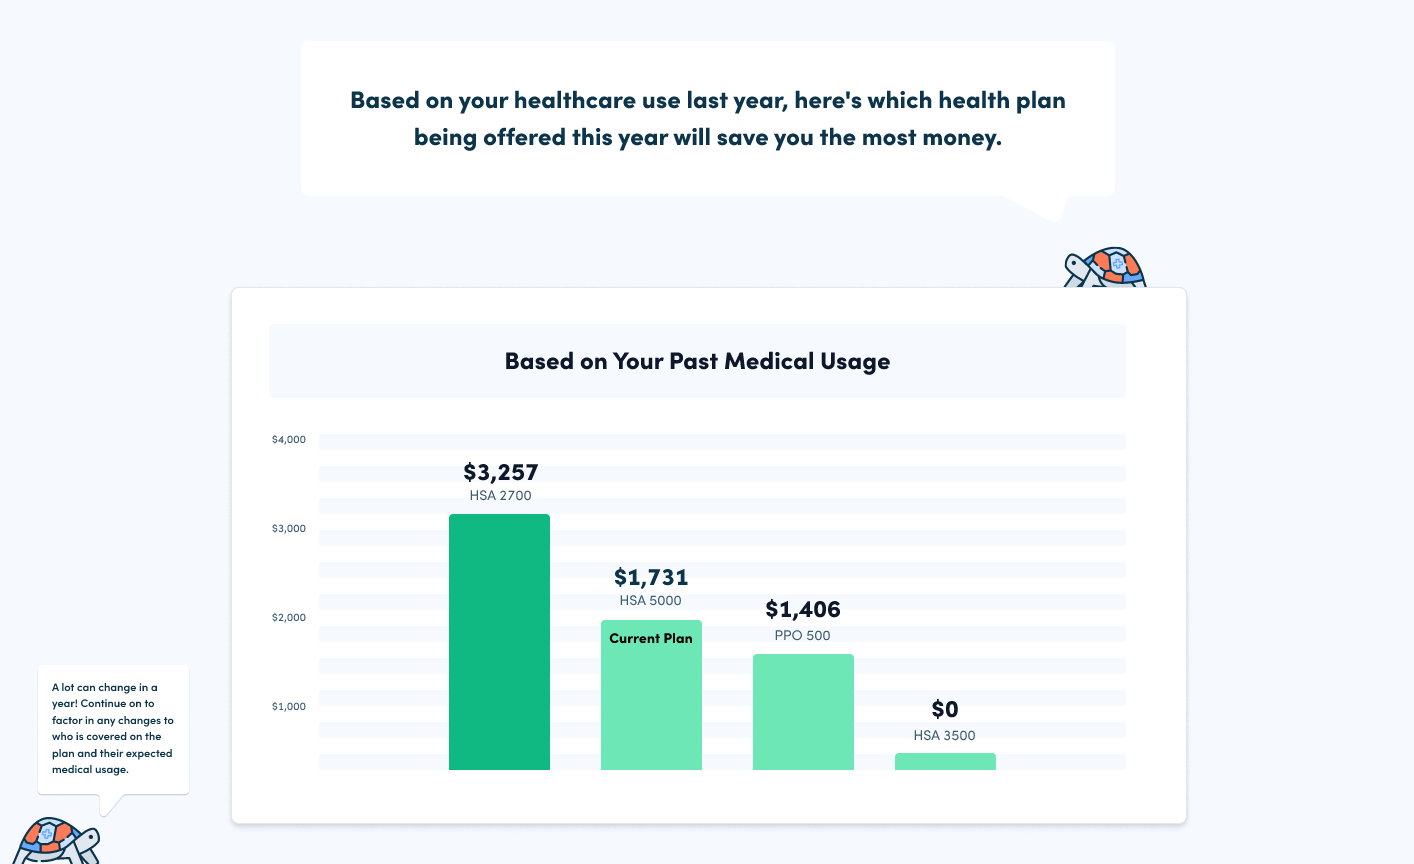 Based on your healthcare use last year, here's which health plan
being offered this year will save you the most money.
Based on Your Past Medical Usage
$4,000
$3,257
HSA 2700
$3,000
$1,731
HSA 5000
$1,406
$2,000
PPO 500
Current Plan
$1,000
$0
HSA 3500
A lot can change in a
year! Continue on to
factor in any changes to
who is covered on the
plan and their expected
medical usage.